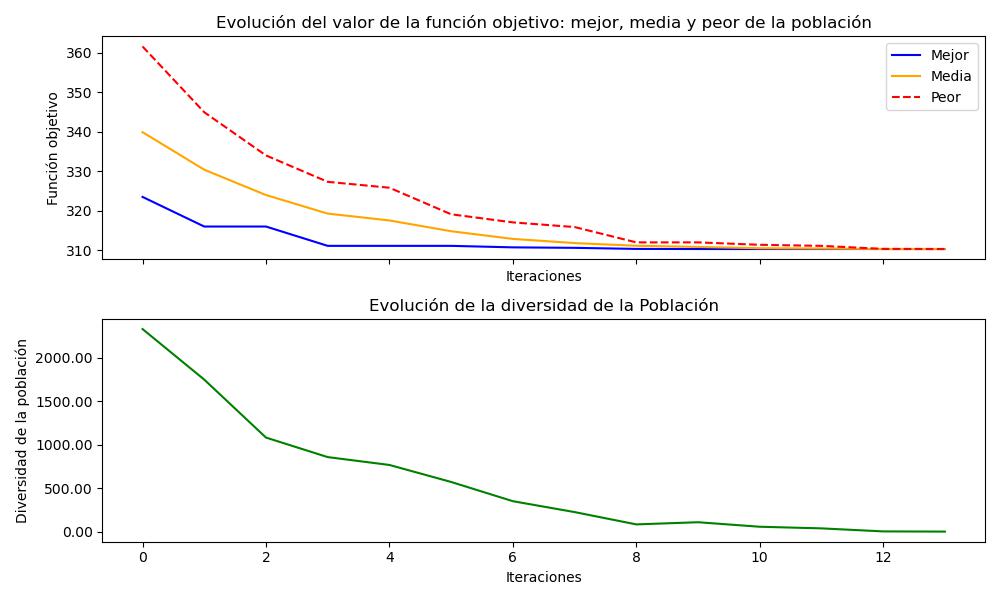 Evolución del valor de la función objetivo: mejor, media y peor de la población
Función objetivo
360
350
340
330
320
310
Mejor
Media
Peor
Iteraciones
Evolución de la diversidad de la Población
Diversidad de la población
2000.00
1500.00
1000.00
500.00
0.00
0 2 4 6 8 10 12
Iteraciones